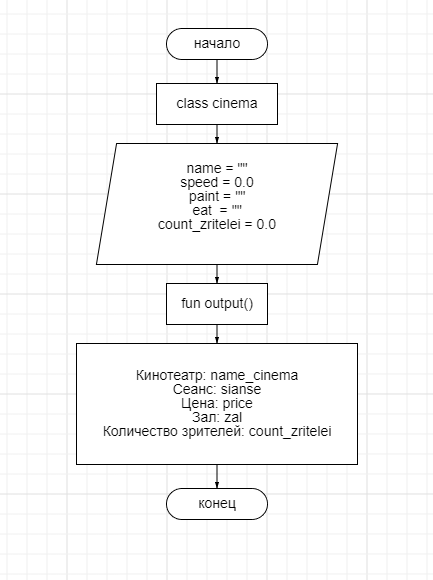 начало
class cinema
name = ""
speed = 0.0
paint = ""
eat = ""
count_zritelei = 0.0
fun output()
Кинотеатр: name_cinema
Сеанс: sianse
Цена: price
Зал: zal
Количество зрителей: count_zritelei
конец